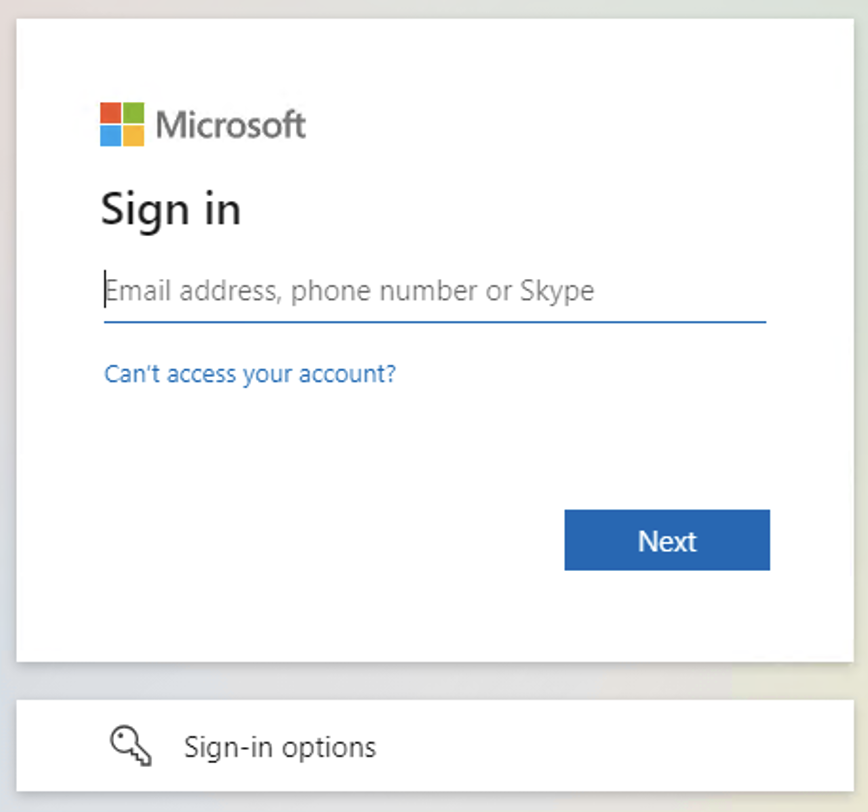 Microsoft
Sign in
Email address, phone number or Skype
Can't access your account?
Next
Sign-in options